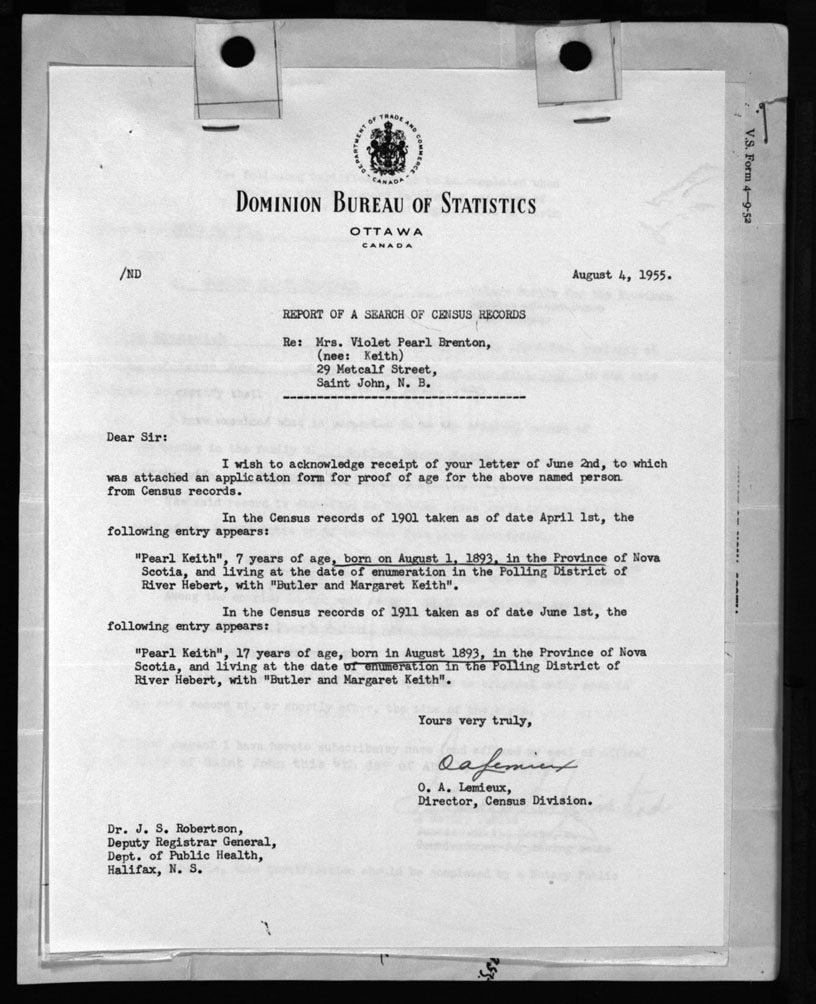 V.S. Form 4-9-52
DEPARTMENT OF TRADE AND COMMERCE
CANADA
DOMINION BUREAU OF STATISTICS
OTTAWA
CANADA
/ND
August 4, 1955.
REPORT OF A SEARCH OF CENSUS RECORDS
Re: Mrs. Violet Pearl Brenton,
(nee: Keith)
29 Metcalf Street,
Saint John, N. B.
Dear Sir:
I wish to acknowledge receipt of your letter of June 2nd, to which
was attached an application form for proof of age for the above named person
from Census records.
In the Census records of 1901 taken as of date April 1st, the
following entry appears:
"Pearl Keith", 7 years of age, born on August 1, 1893, in the Province of Nova
Scotia, and living at the date of enumeration in the Polling District of
River Hebert, with "Butler and Margaret Keith".
In the Census records of 1911 taken as of date June 1st, the
following entry appears:
"Pearl Keith", 17 years of age, born in August 1893, in the Province of Nova
Scotia, and living at the date of enumeration in the Polling District of
River Hebert, with "Butler and Margaret Keith".
Yours very truly,
O A Lemieux
O. A. Lemieux,
Director, Census Division.
Dr. J. S. Robertson,
Deputy Registrar General,
Dept. of Public Health,
Halifax, N. S.